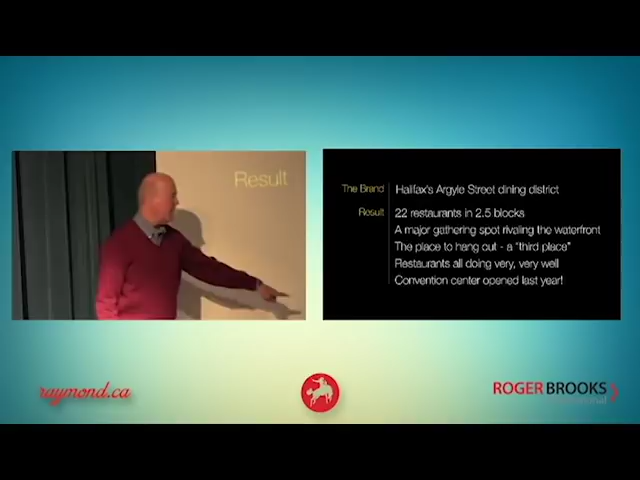 Result
The Brand Halifax's Argyle Street dining district
Result 22 restaurants in 2.5 blocks
A major gathering spot rivaling the waterfront
The place to hang out - a "third place"
Restaurants all doing very, very well
Convention center opened last year!
raymond.ca
ROGER BROOKS